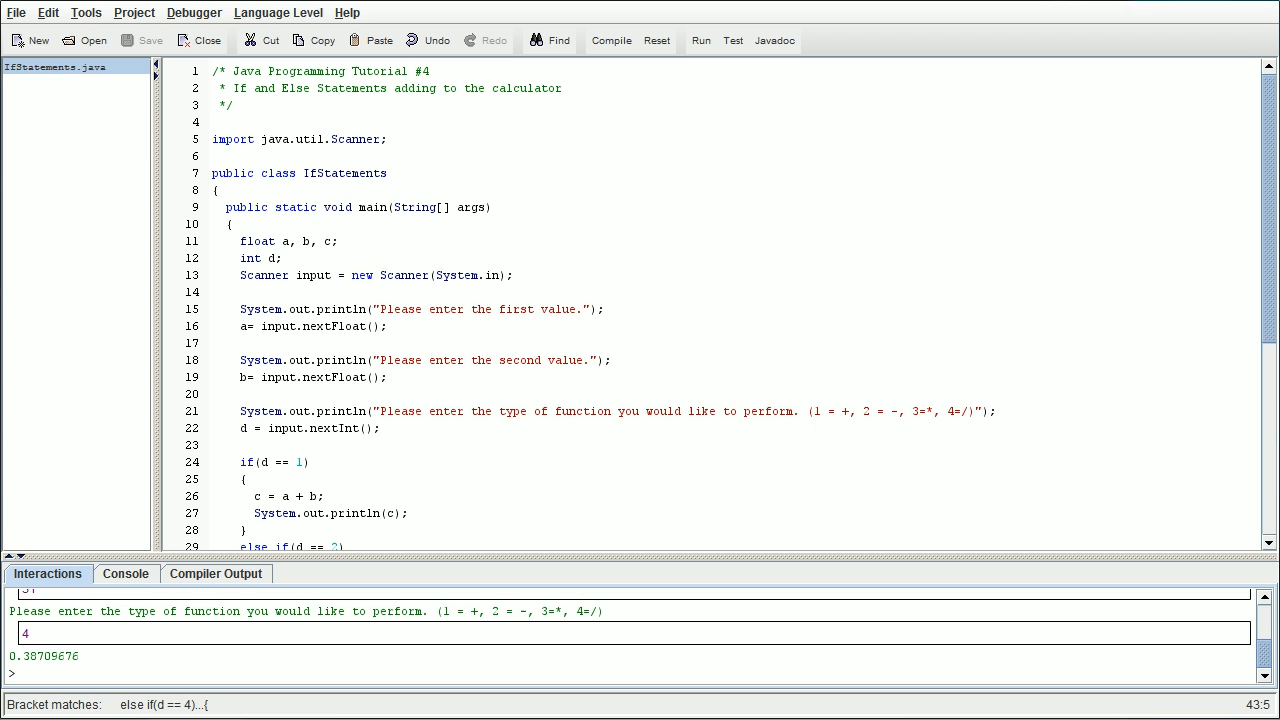 File Edit Tools Project Debugger Language Level Help
New Open Save Close Cut Copy Paste Undo Redo Find Compile Reset Run Test Javadoc
IfStatements.java
1 /* Java Programming Tutorial #4
2 * If and Else Statements adding to the calculator
3 */
4
5 import java.util.Scanner;
6
7 public class IfStatements
8 {
9 public static void main(String[] args)
10 {
11 float a, b, c;
12 int d;
13 Scanner input = new Scanner(System.in);
14
15 System.out.println("Please enter the first value.");
16 a= input.nextFloat();
17
18 System.out.println("Please enter the second value.");
19 b= input.nextFloat();
20
21 System.out.println("Please enter the type of function you would like to perform. (1 = +, 2 = -, 3=*, 4=/)");
22 d = input.nextInt();
23
24 if(d == 1)
25 {
26 c = a + b;
27 System.out.println(c);
28 }
29 else if(d == 2)
Interactions Console Compiler Output
Please enter the type of function you would like to perform. (1 = +, 2 = -, 3=*, 4=/)
4
0.38709676
>
Bracket matches: else if(d == 4)...{ 43:5